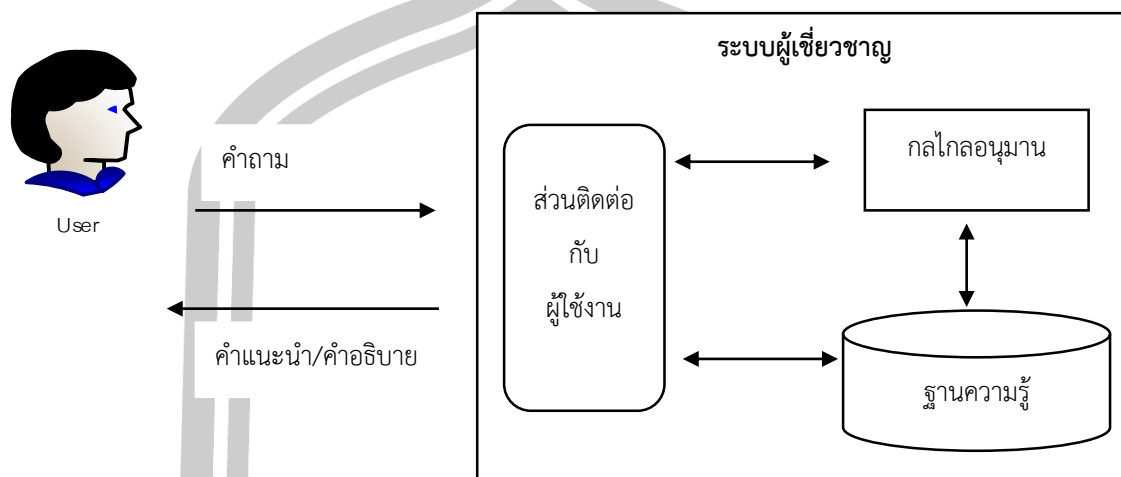 ระบบผู้เชี่ยวชาญ
คำถาม
User
คำแนะนำ/คำอธิบาย
ส่วนติดต่อ
กับ
ผู้ใช้งาน
กลไกลอนุมาน
ฐานความรู้